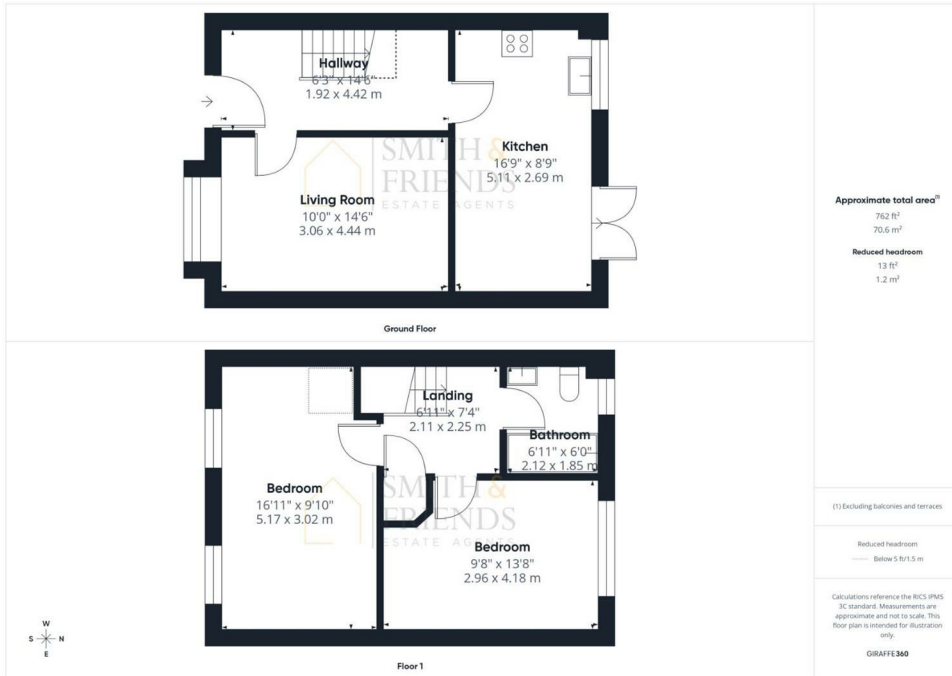 Hallway
6'3" x 14'6"
1.92 x 4.42 m
Kitchen
16'9" x 8'9"
5.11 x 2.69 m
SMITH &
FRIENDS
ESTATE AGENTS
Living Room
10'0" x 14'6"
3.06 x 4.44 m
Ground Floor
Approximate total area(1)
762 ft²
70.6 m²
Reduced headroom
13 ft²
1.2 m²
Landing
6'11" x 7'4"
2.11 x 2.25 m
Bathroom
6'11" x 6'0"
2.12 x 1.85 m
Bedroom
16'11" x 9'10"
5.17 x 3.02 m
SMITH &
FRIENDS
ESTATE AGENTS
Bedroom
9'8" x 13'8"
2.96 x 4.18 m
Floor 1
W
S N
E
(1) Excluding balconies and terraces
Reduced headroom
Below 5 ft/1.5 m
Calculations reference the RICS IPMS
3C standard. Measurements are
approximate and not to scale. This
floor plan is intended for illustration
only.
GIRAFFE360